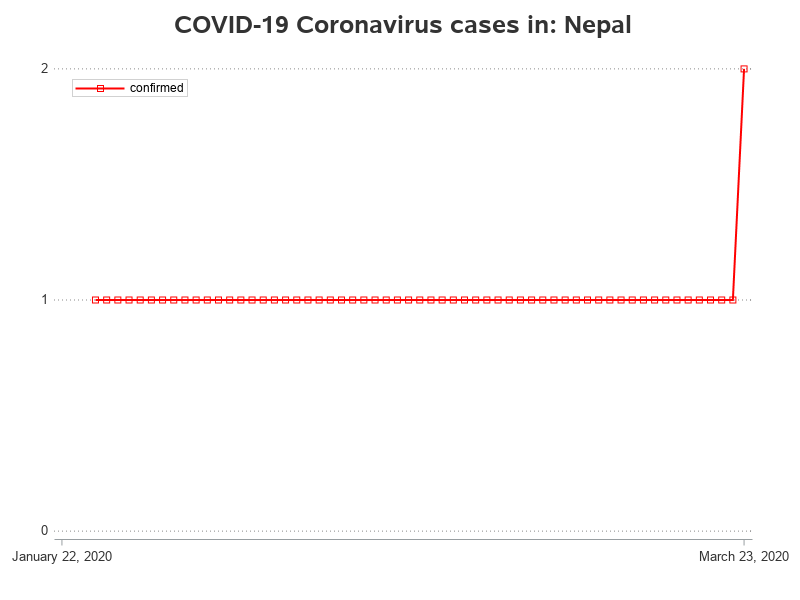 COVID-19 Coronavirus cases in: Nepal
2
confirmed
1
0
January 22, 2020
March 23, 2020